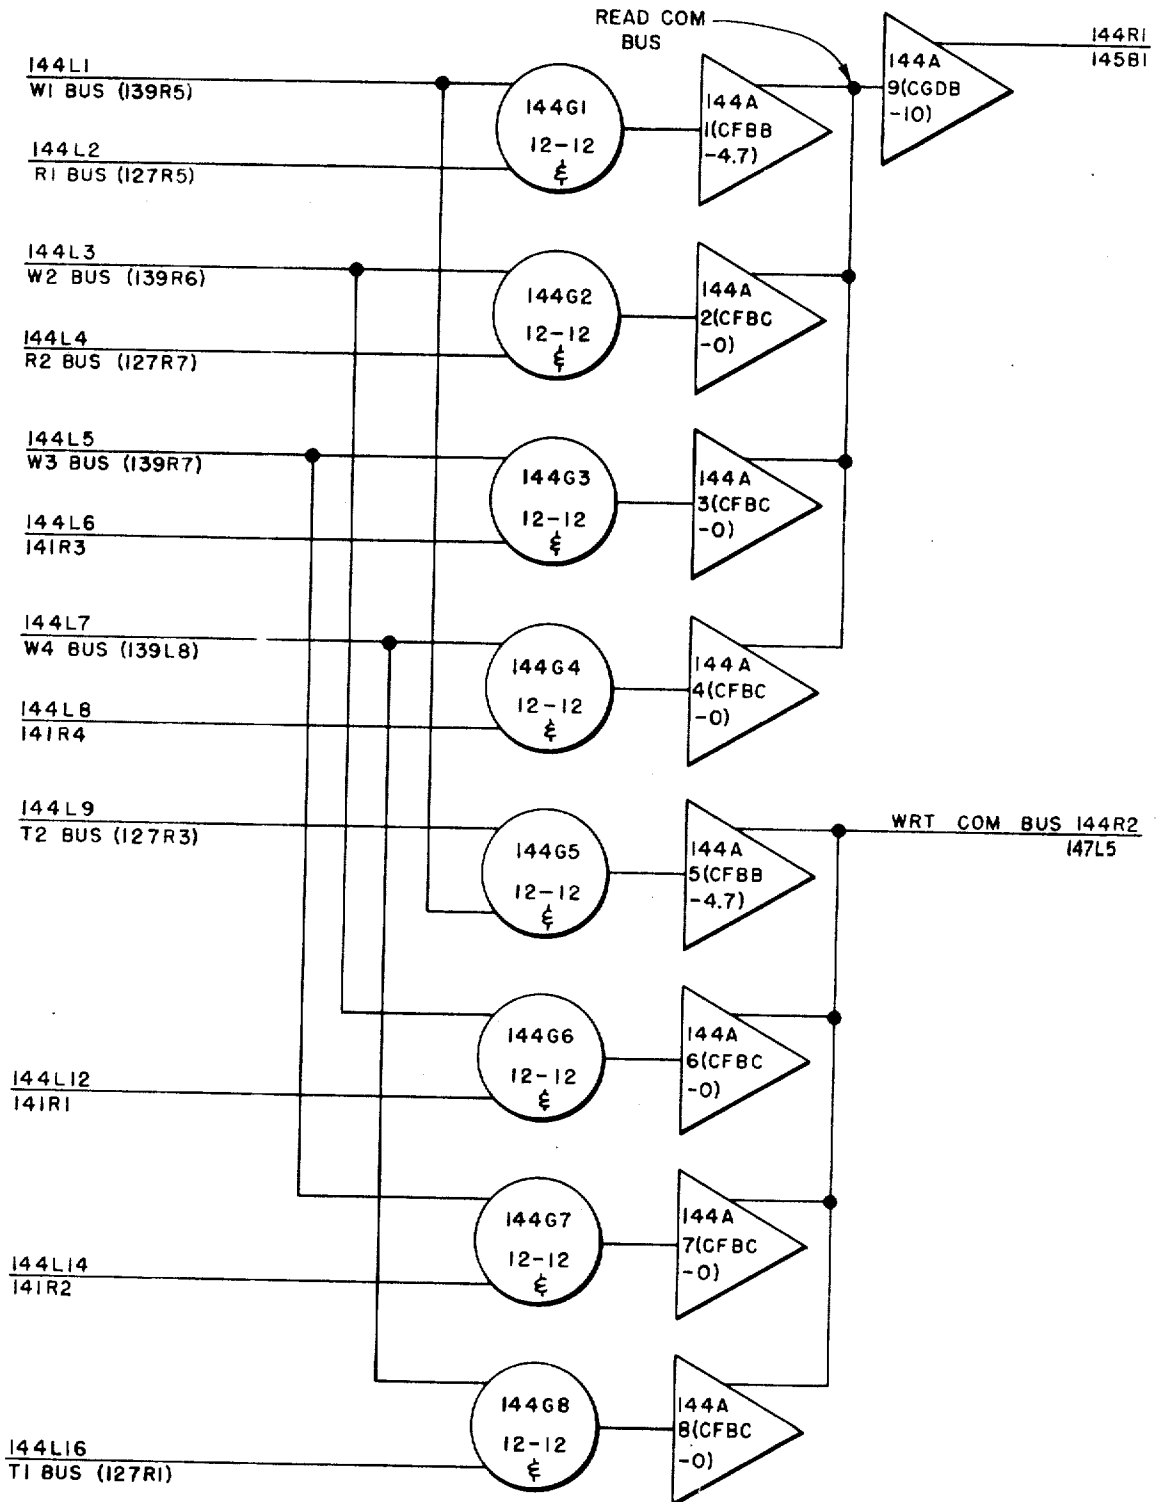 READ COM
BUS
144R1
145B1
144A
9(CGDB
-10)
144L1
W1 BUS (139R5)
144G1
12-12
&
144A
1(CFBB
-4.7)
144L2
R1 BUS (127R5)
144L3
W2 BUS (139R6)
144G2
12-12
&
144A
2(CFBC
-0)
144L4
R2 BUS (127R7)
144L5
W3 BUS (139R7)
144G3
12-12
&
144A
3(CFBC
-0)
144L6
141R3
144L7
W4 BUS (139L8)
144G4
12-12
&
144A
4(CFBC
-0)
144L8
141R4
144L9
T2 BUS (127R3)
144G5
12-12
&
144A
5(CFBB
-4.7)
WRT COM BUS 144R2
147L5
144G6
12-12
&
144A
6(CFBC
-0)
144L12
141R1
144G7
12-12
&
144A
7(CFBC
-0)
144L14
141R2
144G8
12-12
&
144A
8(CFBC
-0)
144L16
T1 BUS (127R1)